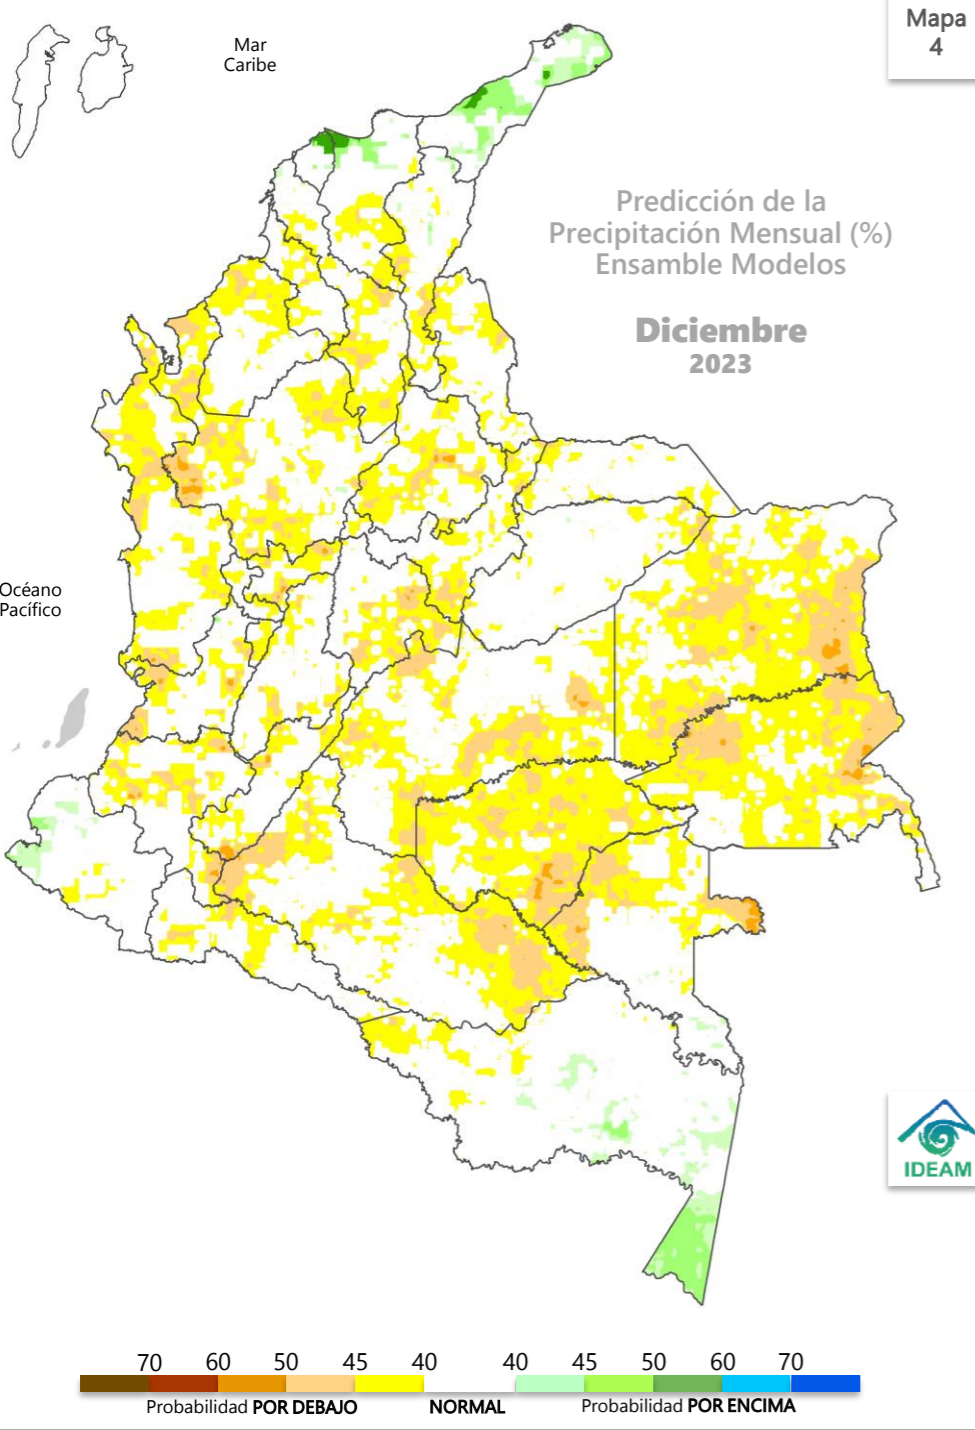 Mapa
4
Mar
Caribe
Predicción de la
Precipitación Mensual (%)
Ensamble Modelos
Diciembre
2023
Océano
Pacífico
IDEAM
70 60 50 45 40 40 45 50 60 70
Probabilidad POR DEBAJO NORMAL Probabilidad POR ENCIMA